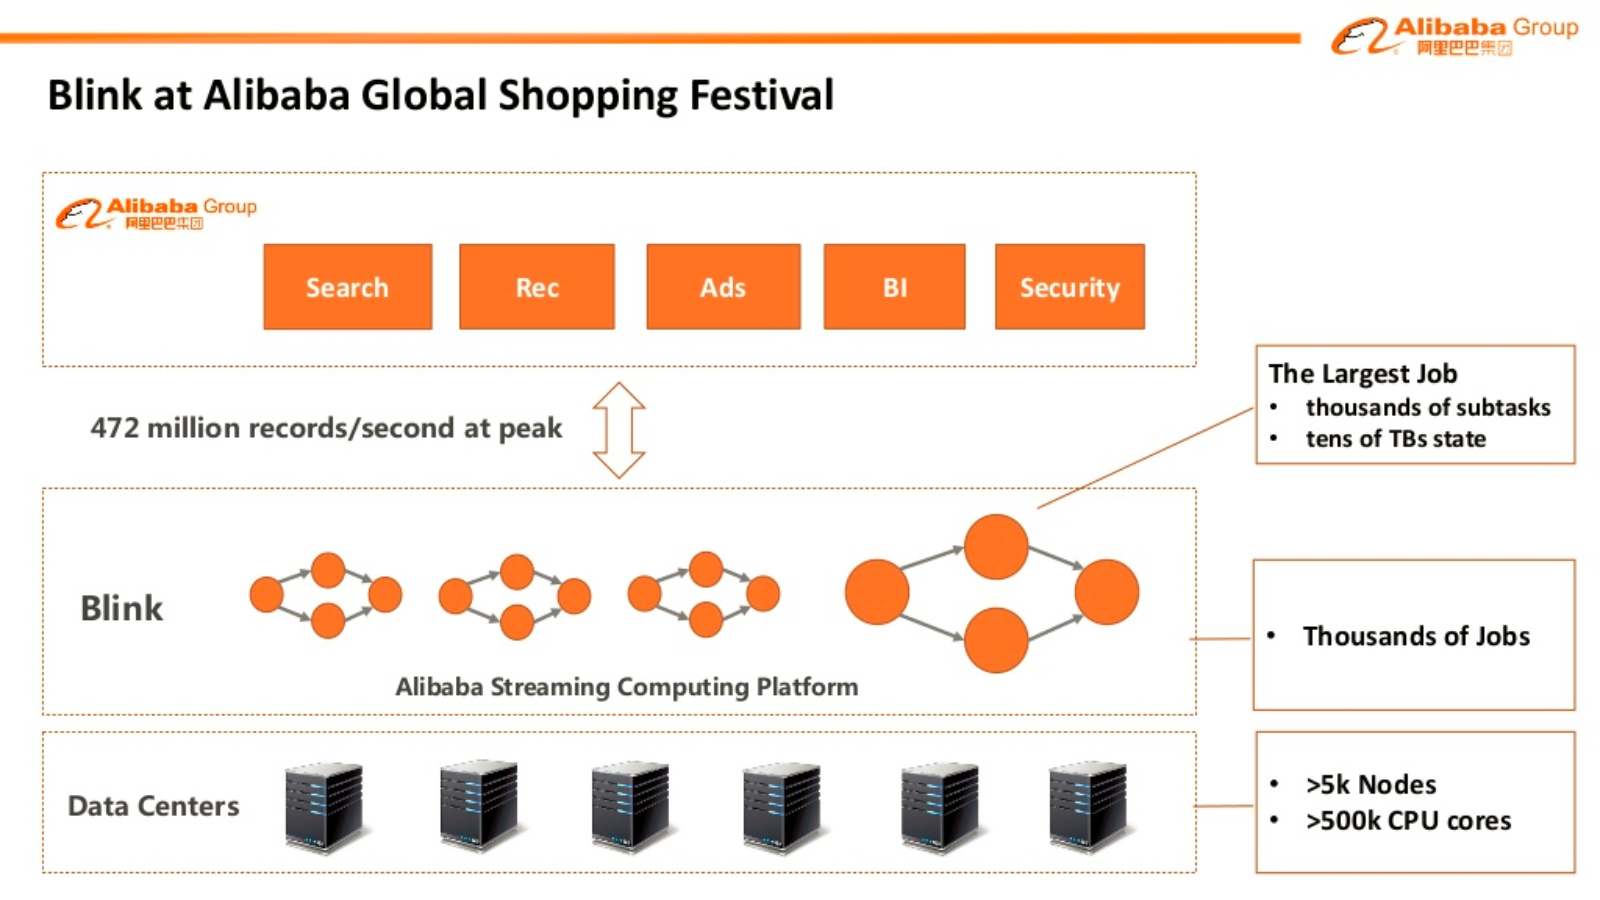 Alibaba Group
阿里巴巴集团
Blink at Alibaba Global Shopping Festival
Alibaba Group
阿里巴巴集团
Search
Rec
Ads
BI
Security
472 million records/second at peak
The Largest Job
• thousands of subtasks
• tens of TBs state
Blink
Alibaba Streaming Computing Platform
• Thousands of Jobs
Data Centers
• >5k Nodes
• >500k CPU cores